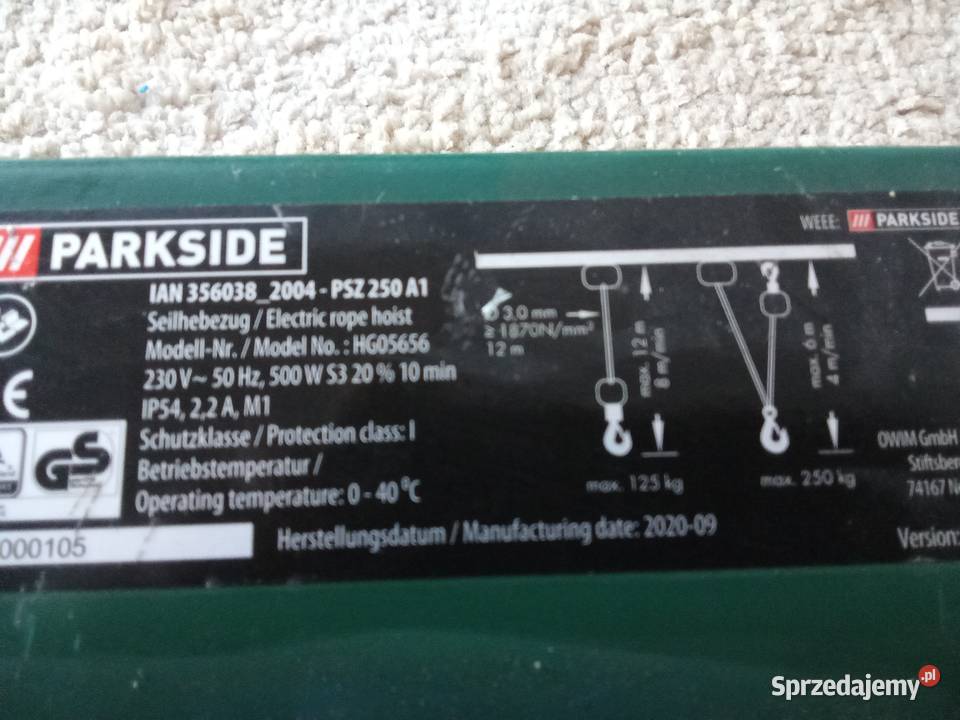 PARKSIDE
IAN 356038_2004 - PSZ 250 A1
Seilhebezug / Electric rope hoist
Modell-Nr. / Model No. : HG05656
230 V~ 50 Hz, 500 W S3 20 % 10 min
IP54, 2,2 A, M1
Schutzklasse / Protection class: I
Betriebstemperatur /
Operating temperature: 0 - 40 °C
000105
Herstellungsdatum / Manufacturing date: 2020-09
CE
GS
Ø 3,0 mm
≥ 1870N/mm²
12 m
max. 12 m
8 m/min
max. 125 kg
max. 6 m
4 m/min
max. 250 kg
WEEE: PARKSIDE
OWIM GmbH
Stiftsber
74167 N
Version:
Sprzedajemy.pl